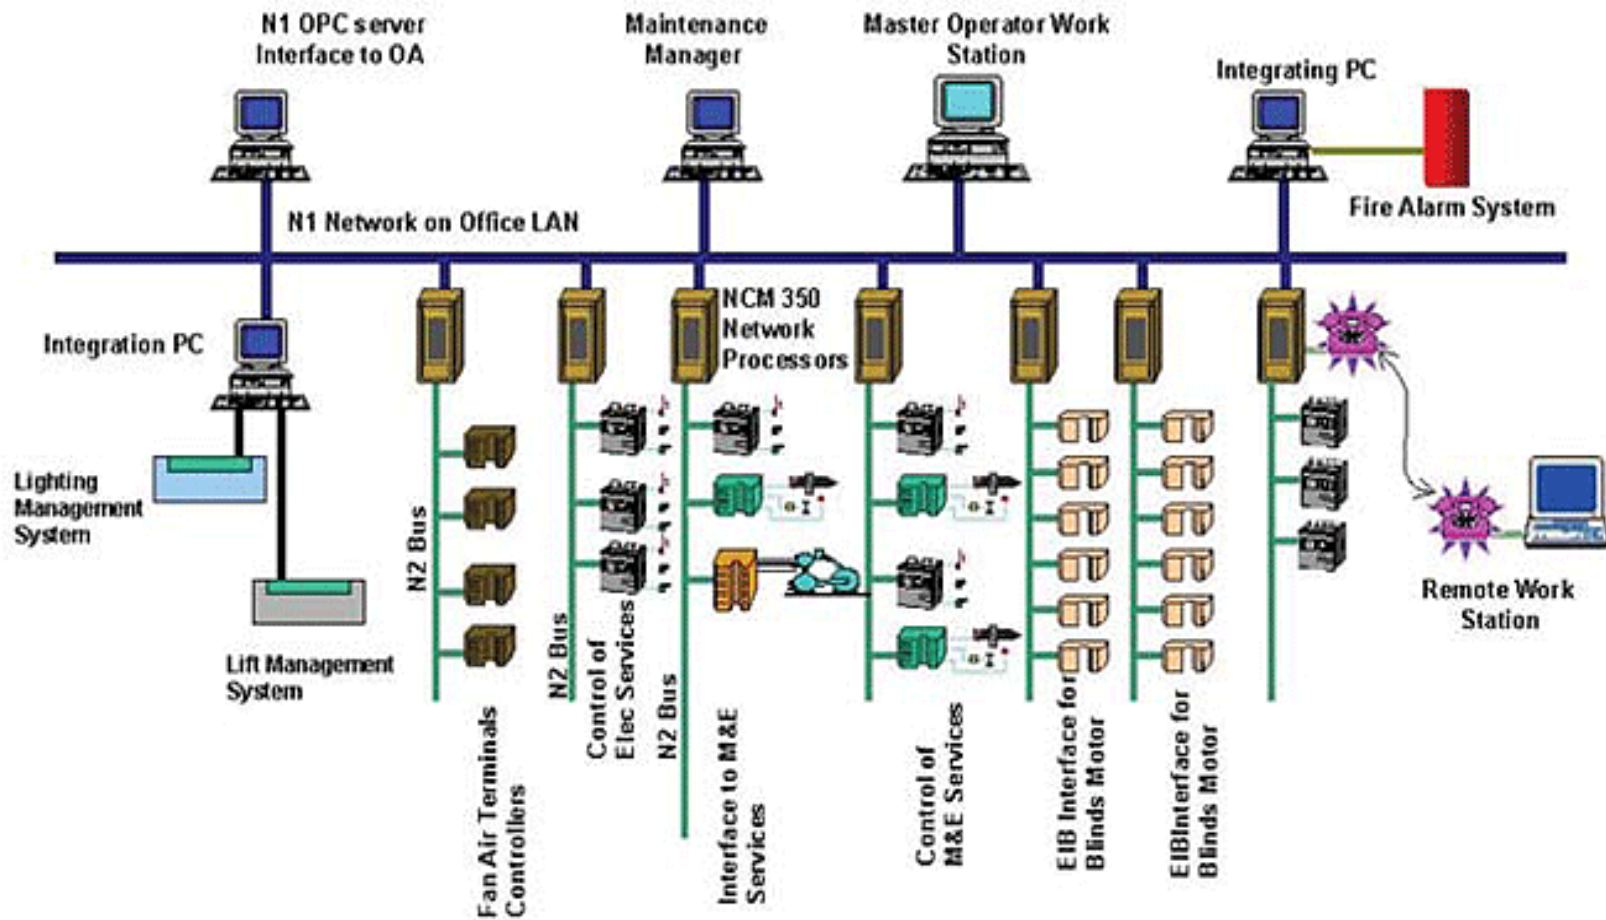 N1 OPC server
Interface to OA
Maintenance
Manager
Master Operator Work
Station
Integrating PC
Fire Alarm System
N1 Network on Office LAN
Integration PC
NCM 350
Network
Processors
Lighting
Management
System
Lift Management
System
Remote Work
Station
N2 Bus
Fan Air Terminals
Controllers
N2 Bus
Control of
Elec Services
N2 Bus
Interface to M&E
Services
Control of
M&E Services
EIB Interface for
Blinds Motor
EIBInterface for
Blinds Motor